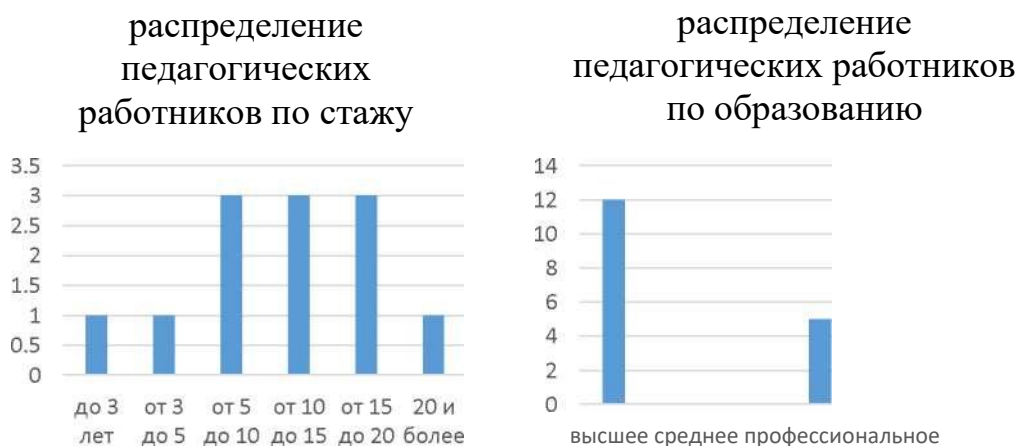 распределение
педагогических
работников по стажу
3.5
3
2.5
2
1.5
1
0.5
0
до 3 от 3 от 5 от 10 от 15 20 и
лет до 5 до 10 до 15 до 20 более
распределение
педагогических работников
по образованию
14
12
10
8
6
4
2
0
высшее среднее профессиональное